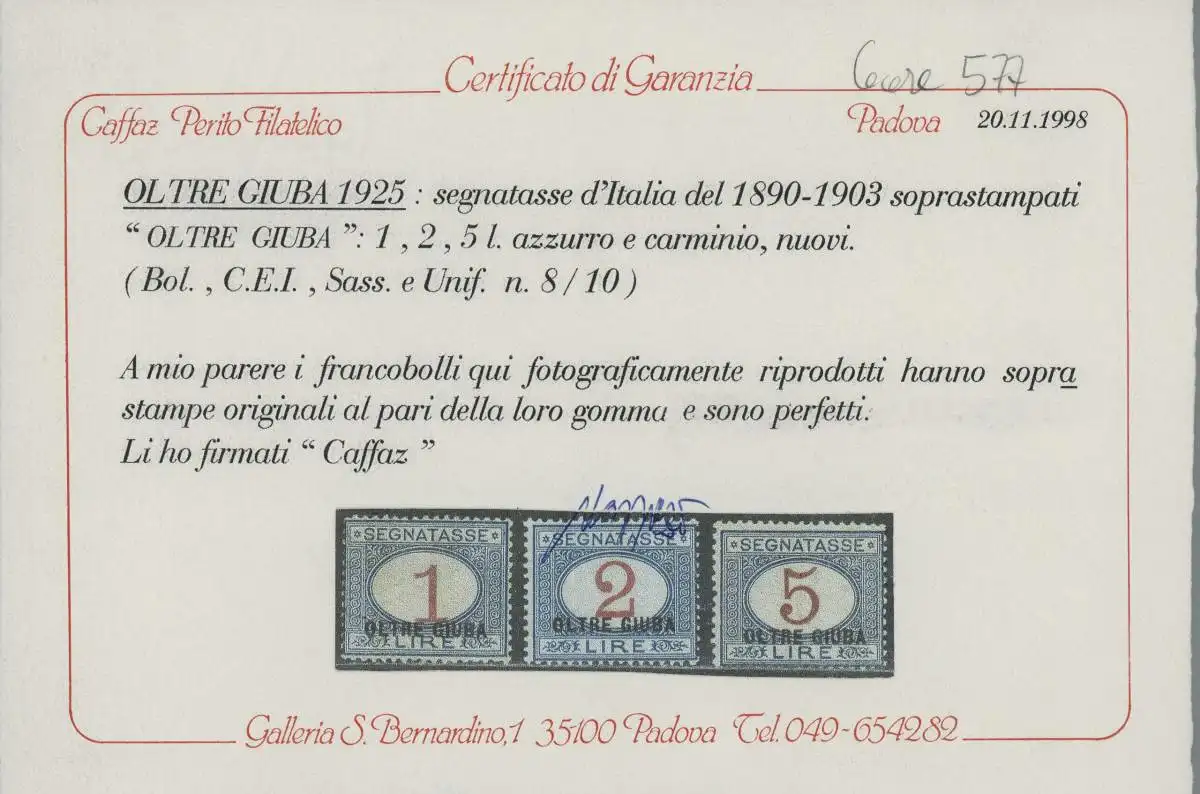 Certificato di Garanzia
577
Caffaz Perito Filatelico
Padova 20.11.1998
OLTRE GIUBA 1925 : segnatasse d'Italia del 1890-1903 soprastampati
“ OLTRE GIUBA ”: 1 , 2 , 5 l. azzurro e carminio, nuovi.
( Bol. , C.E.I. , Sass. e Unif. n. 8 / 10 )
A mio parere i francobolli qui fotograficamente riprodotti hanno sopra
stampe originali al pari della loro gomma e sono perfetti.
Li ho firmati “ Caffaz ”
SEGNATASSE
1
OLTRE GIUBA
LIRE
SEGNATASSE
2
OLTRE GIUBA
LIRE
SEGNATASSE
5
OLTRE GIUBA
LIRE
Galleria S. Bernardino,1 35100 Padova Tel. 049-654282